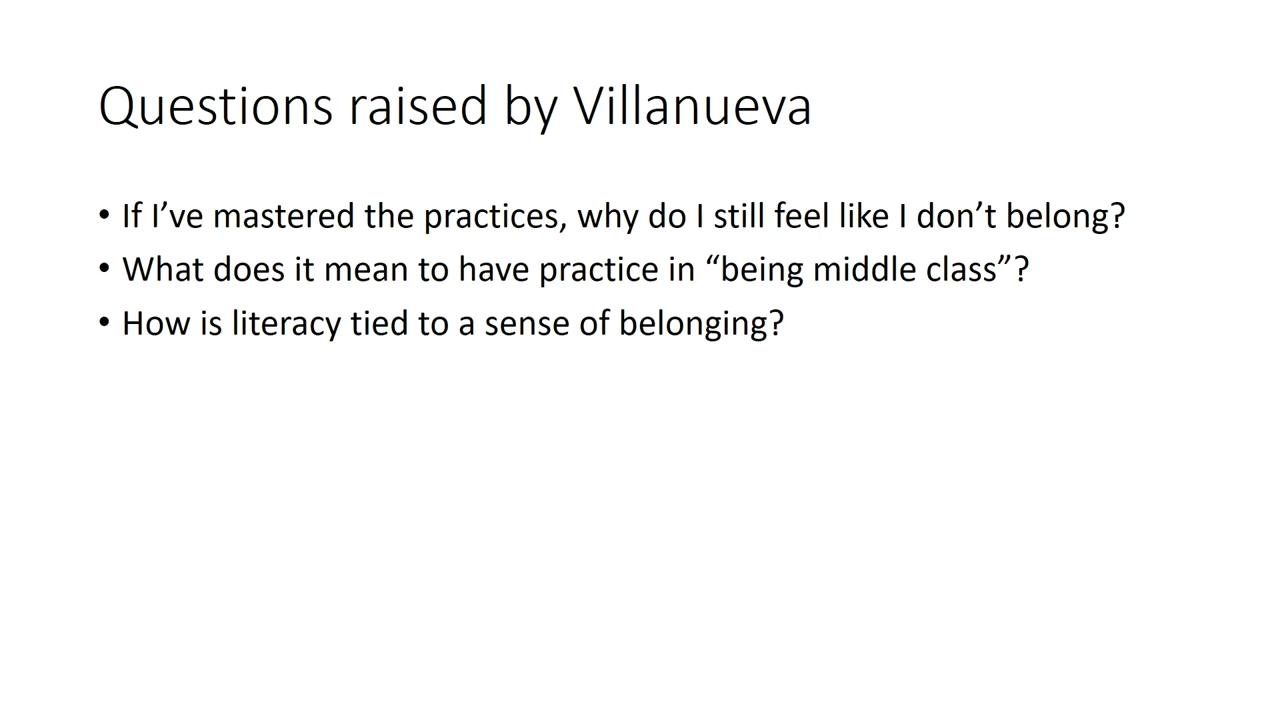 Questions raised by Villanueva
• If I’ve mastered the practices, why do I still feel like I don’t belong?
• What does it mean to have practice in “being middle class”?
• How is literacy tied to a sense of belonging?